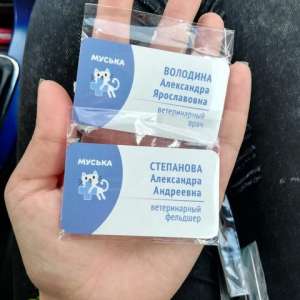 МУСЬКА
ВОЛОДИНА
Александра
Ярославовна
ветеринарный
врач
МУСЬКА
СТЕПАНОВА
Александра
Андреевна
ветеринарный
фельдшер